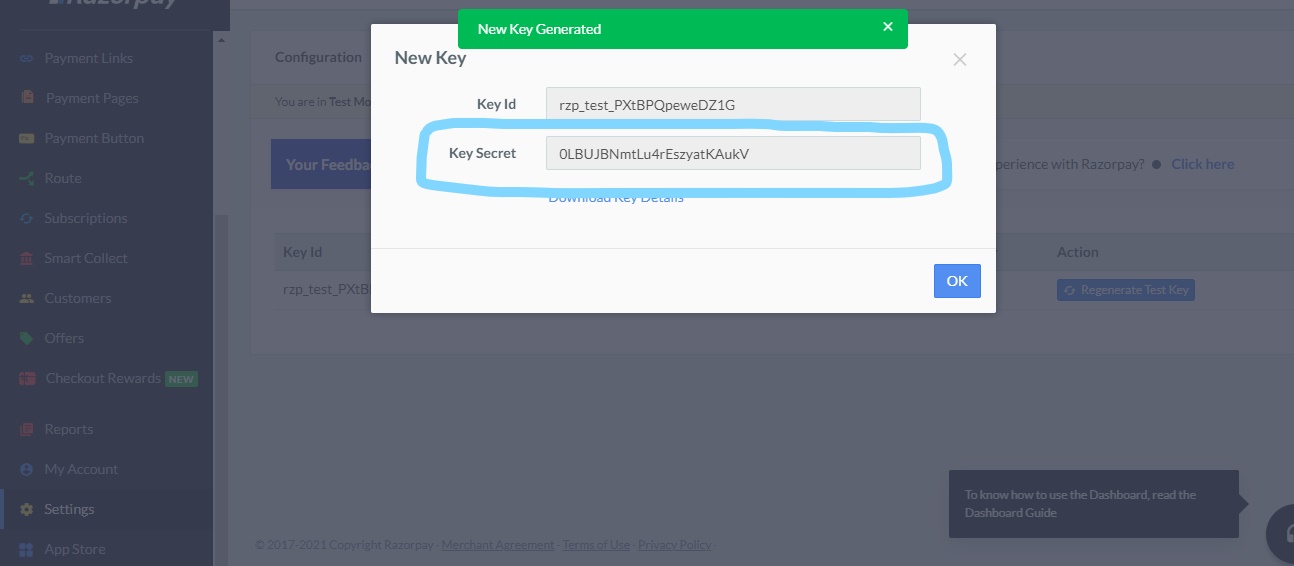 Razorpay
New Key Generated ×
Payment Links
Payment Pages
Payment Button
Route
Subscriptions
Smart Collect
Customers
Offers
Checkout Rewards NEW
Reports
My Account
Settings
App Store
Configuration
New Key ×
You are in Test Mo
Key Id rzp_test_PXtBPQpeweDZ1G
Key Secret 0LBUJBNmtLu4rEszyatKAukV
Download Key Details
Your Feedba
perience with Razorpay? ● Click here
Key Id Action
rzp_test_PXtB Regenerate Test Key
OK
To know how to use the Dashboard, read the
Dashboard Guide
© 2017-2021 Copyright Razorpay · Merchant Agreement · Terms of Use · Privacy Policy